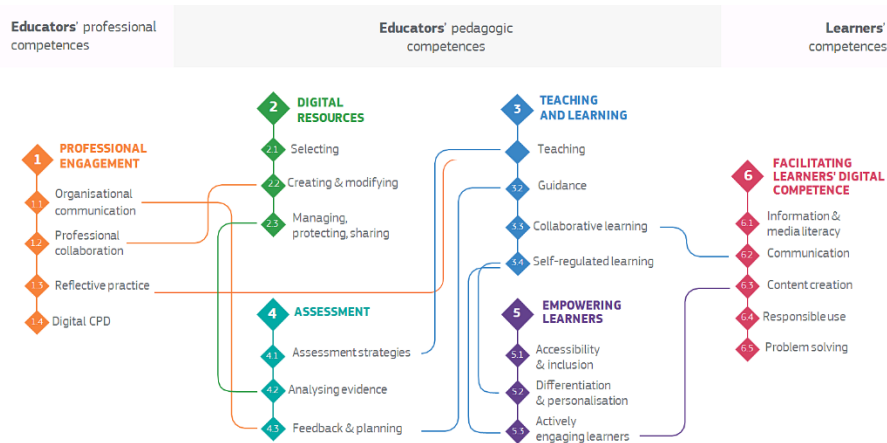 Educators' professional
competences
Educators' pedagogic
competences
Learners'
competences
1
PROFESSIONAL
ENGAGEMENT
1.1
Organisational
communication
1.2
Professional
collaboration
1.3
Reflective practice
1.4
Digital CPD
2
DIGITAL
RESOURCES
2.1
Selecting
2.2
Creating & modifying
2.3
Managing,
protecting, sharing
3
TEACHING
AND LEARNING
Teaching
3.2
Guidance
3.3
Collaborative learning
3.4
Self-regulated learning
4
ASSESSMENT
4.1
Assessment strategies
4.2
Analysing evidence
4.3
Feedback & planning
5
EMPOWERING
LEARNERS
5.1
Accessibility
& inclusion
5.2
Differentiation
& personalisation
5.3
Actively
engaging learners
6
FACILITATING
LEARNERS' DIGITAL
COMPETENCE
6.1
Information &
media literacy
6.2
Communication
6.3
Content creation
6.4
Responsible use
6.5
Problem solving